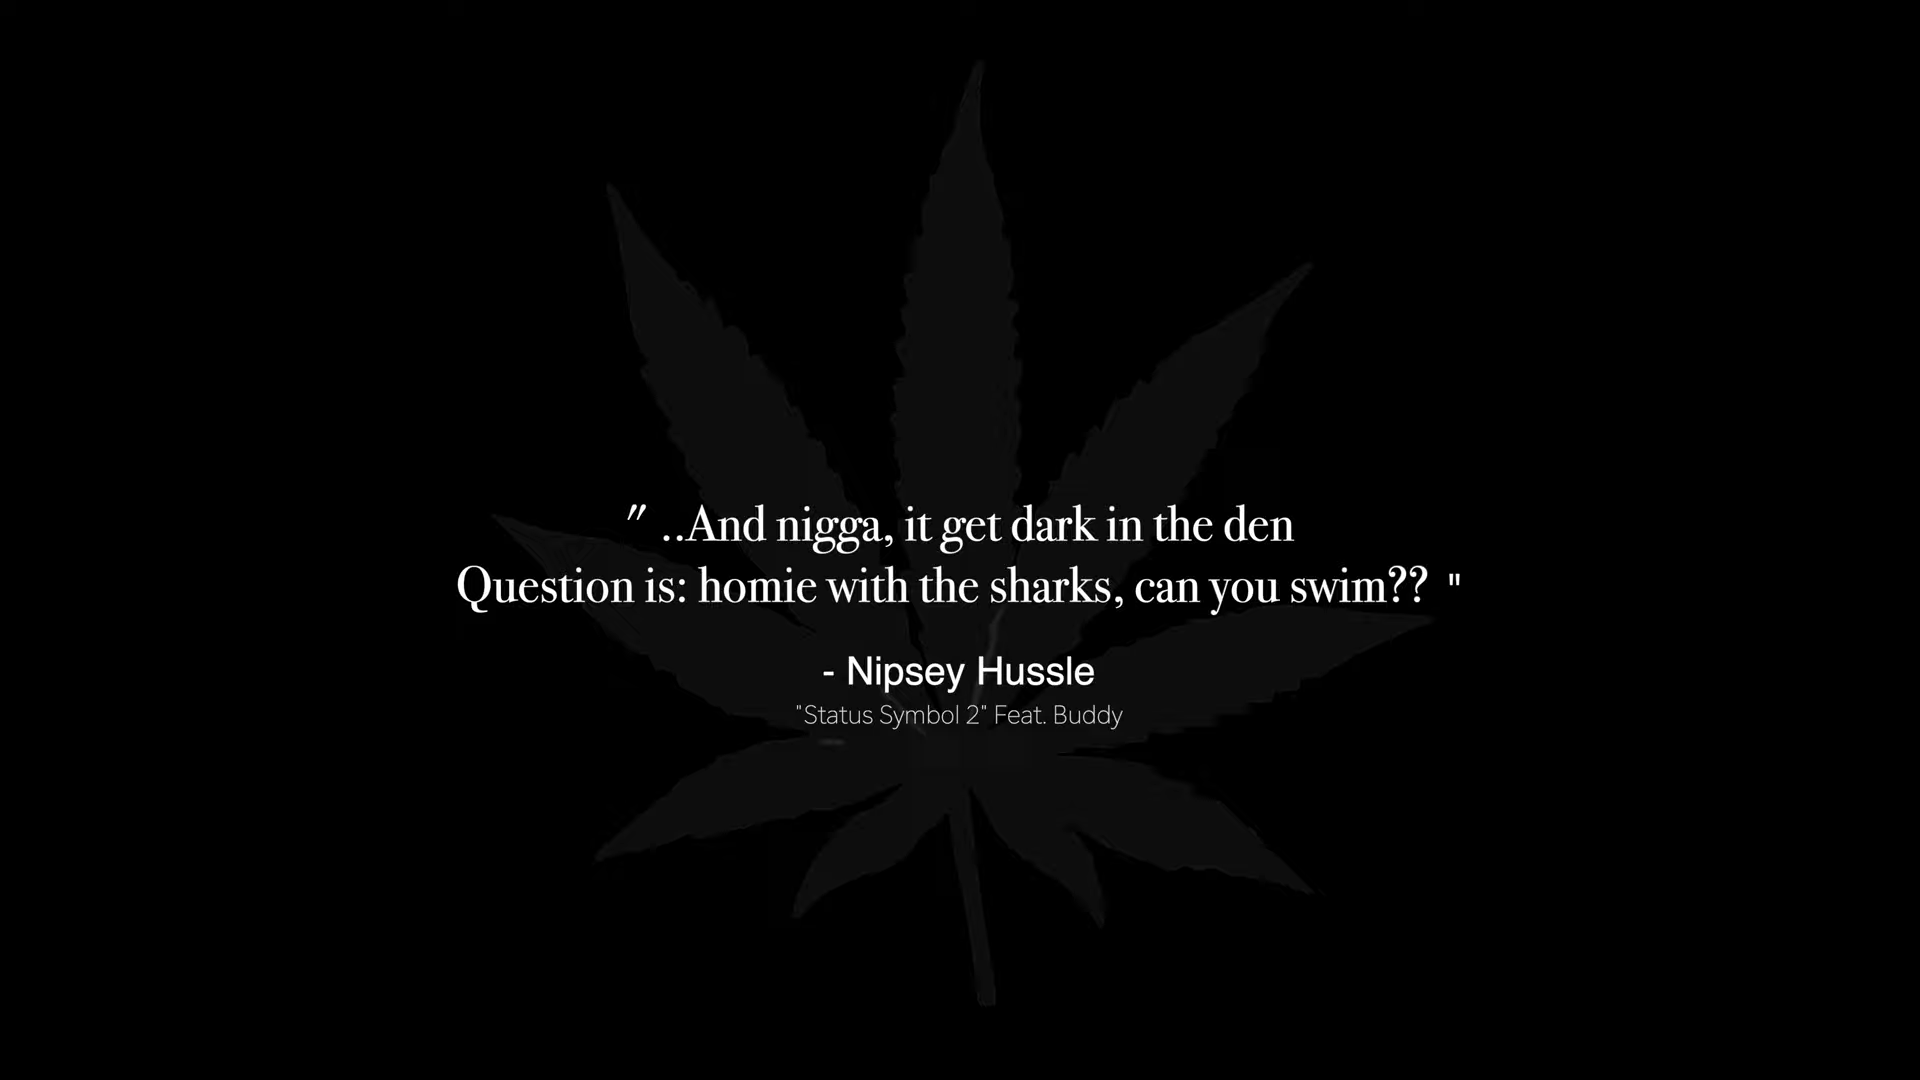 " ..And nigga, it get dark in the den
Question is: homie with the sharks, can you swim?? "
- Nipsey Hussle
"Status Symbol 2" Feat. Buddy